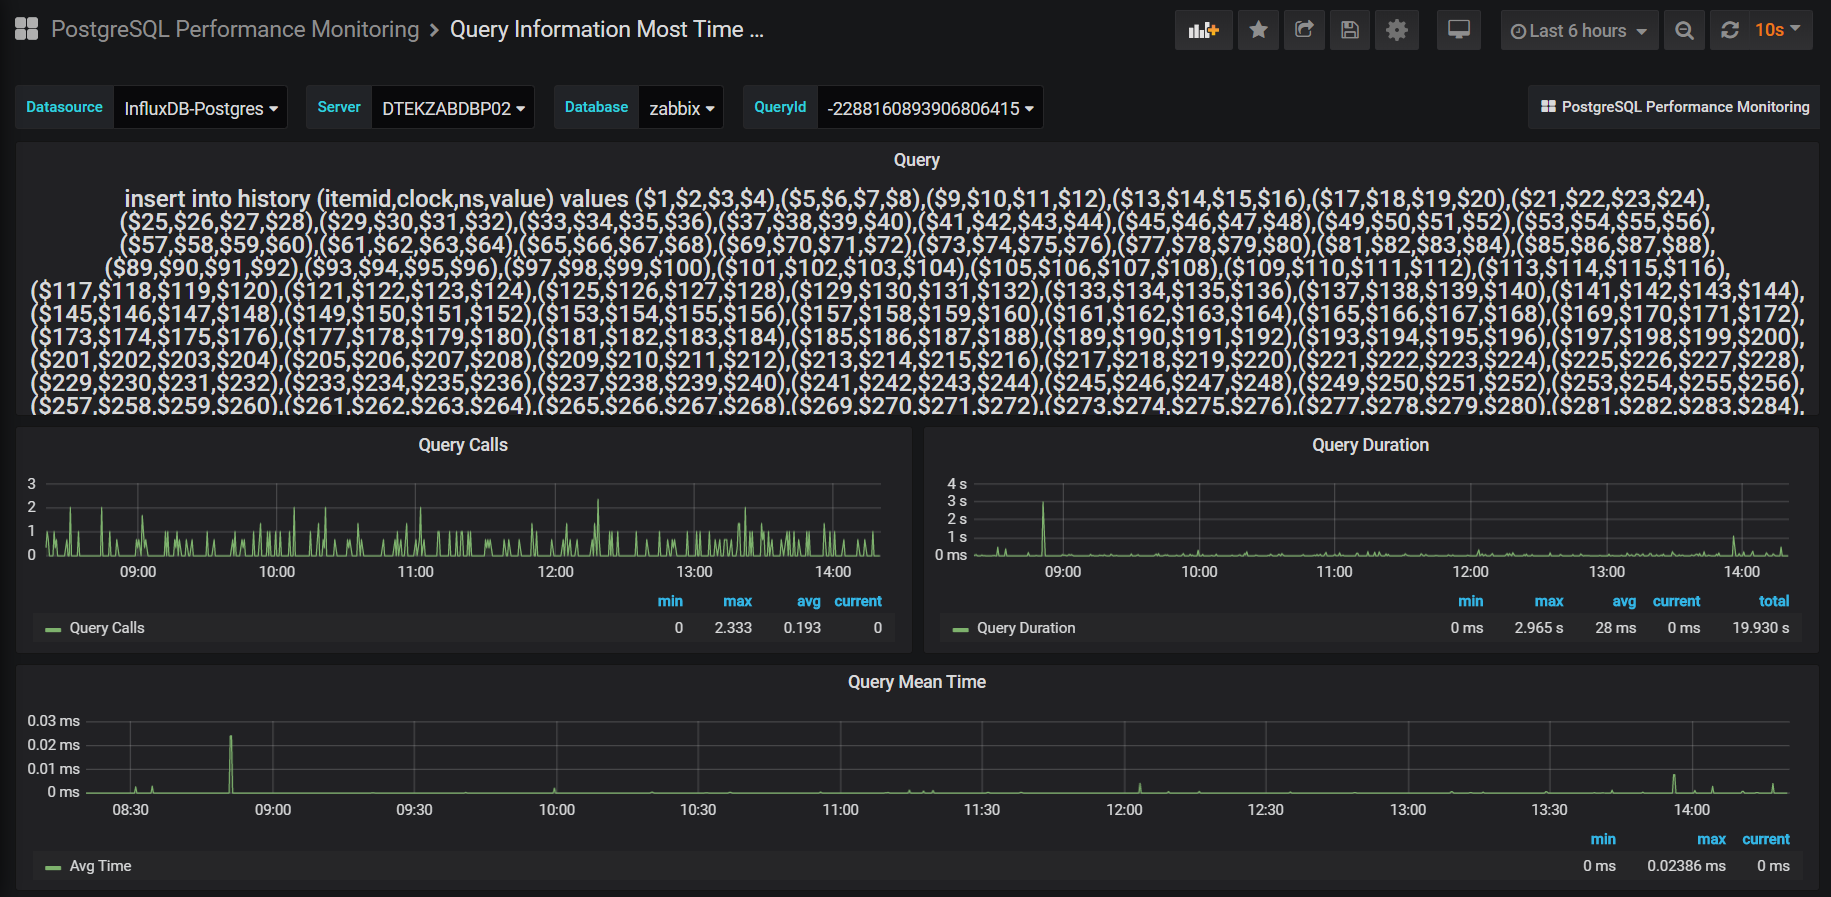 PostgreSQL Performance Monitoring > Query Information Most Time ...
Last 6 hours
10s
Datasource InfluxDB-Postgres
Server DTEKZABDBP02
Database zabbix
QueryId -2288160893906806415
PostgreSQL Performance Monitoring
Query
insert into history (itemid,clock,ns,value) values ($1,$2,$3,$4),($5,$6,$7,$8),($9,$10,$11,$12),($13,$14,$15,$16),($17,$18,$19,$20),($21,$22,$23,$24),
($25,$26,$27,$28),($29,$30,$31,$32),($33,$34,$35,$36),($37,$38,$39,$40),($41,$42,$43,$44),($45,$46,$47,$48),($49,$50,$51,$52),($53,$54,$55,$56),
($57,$58,$59,$60),($61,$62,$63,$64),($65,$66,$67,$68),($69,$70,$71,$72),($73,$74,$75,$76),($77,$78,$79,$80),($81,$82,$83,$84),($85,$86,$87,$88),
($89,$90,$91,$92),($93,$94,$95,$96),($97,$98,$99,$100),($101,$102,$103,$104),($105,$106,$107,$108),($109,$110,$111,$112),($113,$114,$115,$116),
($117,$118,$119,$120),($121,$122,$123,$124),($125,$126,$127,$128),($129,$130,$131,$132),($133,$134,$135,$136),($137,$138,$139,$140),($141,$142,$143,$144),
($145,$146,$147,$148),($149,$150,$151,$152),($153,$154,$155,$156),($157,$158,$159,$160),($161,$162,$163,$164),($165,$166,$167,$168),($169,$170,$171,$172),
($173,$174,$175,$176),($177,$178,$179,$180),($181,$182,$183,$184),($185,$186,$187,$188),($189,$190,$191,$192),($193,$194,$195,$196),($197,$198,$199,$200),
($201,$202,$203,$204),($205,$206,$207,$208),($209,$210,$211,$212),($213,$214,$215,$216),($217,$218,$219,$220),($221,$222,$223,$224),($225,$226,$227,$228),
($229,$230,$231,$232),($233,$234,$235,$236),($237,$238,$239,$240),($241,$242,$243,$244),($245,$246,$247,$248),($249,$250,$251,$252),($253,$254,$255,$256),
($257,$258,$259,$260),($261,$262,$263,$264),($265,$266,$267,$268),($269,$270,$271,$272),($273,$274,$275,$276),($277,$278,$279,$280),($281,$282,$283,$284),
Query Calls
3
2
1
0
09:00 10:00 11:00 12:00 13:00 14:00
min max avg current
Query Calls 0 2.333 0.193 0
Query Duration
4 s
3 s
2 s
1 s
0 ms
09:00 10:00 11:00 12:00 13:00 14:00
min max avg current total
Query Duration 0 ms 2.965 s 28 ms 0 ms 19.930 s
Query Mean Time
0.03 ms
0.02 ms
0.01 ms
0 ms
08:30 09:00 09:30 10:00 10:30 11:00 11:30 12:00 12:30 13:00 13:30 14:00
min max current
Avg Time 0 ms 0.02386 ms 0 ms